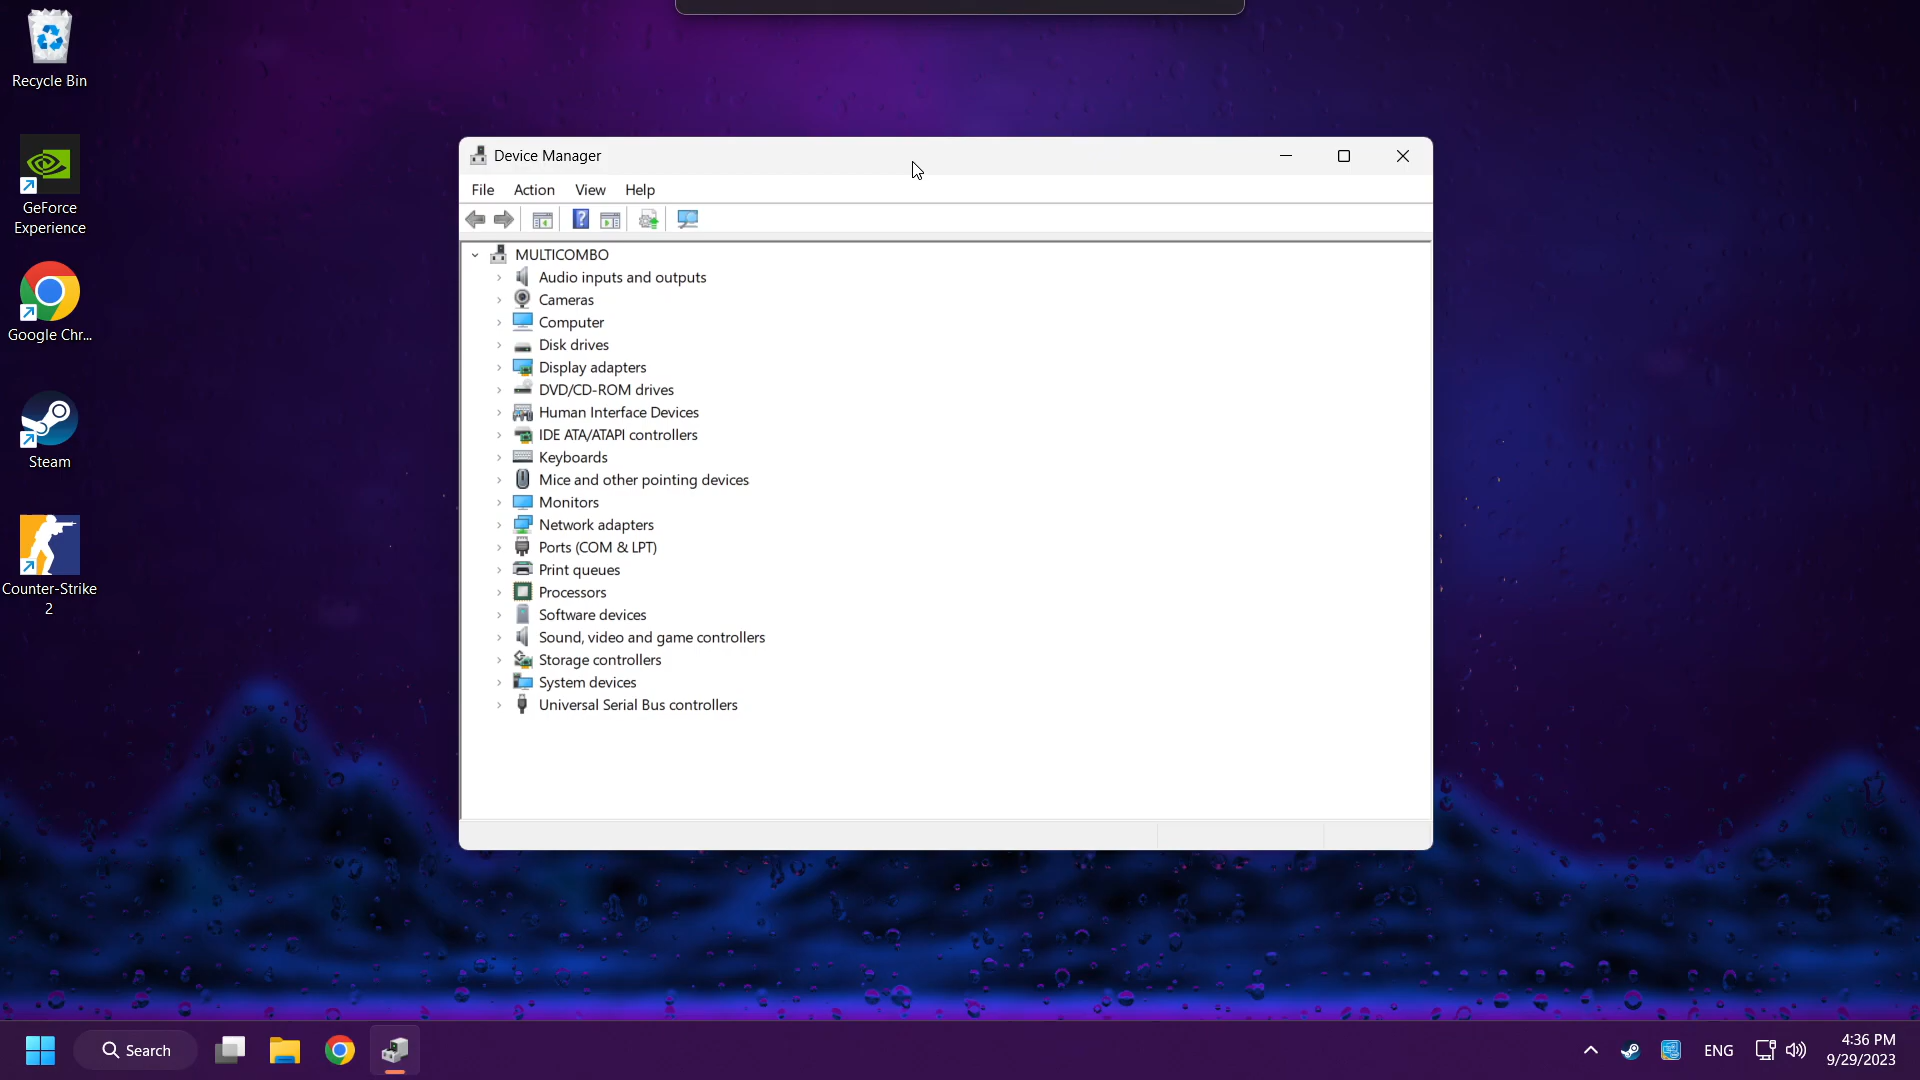 Recycle Bin
GeForce
Experience
Google Chr...
Steam
Counter-Strike
2
Device Manager
File Action View Help
MULTICOMBO
Audio inputs and outputs
Cameras
Computer
Disk drives
Display adapters
DVD/CD-ROM drives
Human Interface Devices
IDE ATA/ATAPI controllers
Keyboards
Mice and other pointing devices
Monitors
Network adapters
Ports (COM & LPT)
Print queues
Processors
Software devices
Sound, video and game controllers
Storage controllers
System devices
Universal Serial Bus controllers
Search
ENG
4:36 PM
9/29/2023